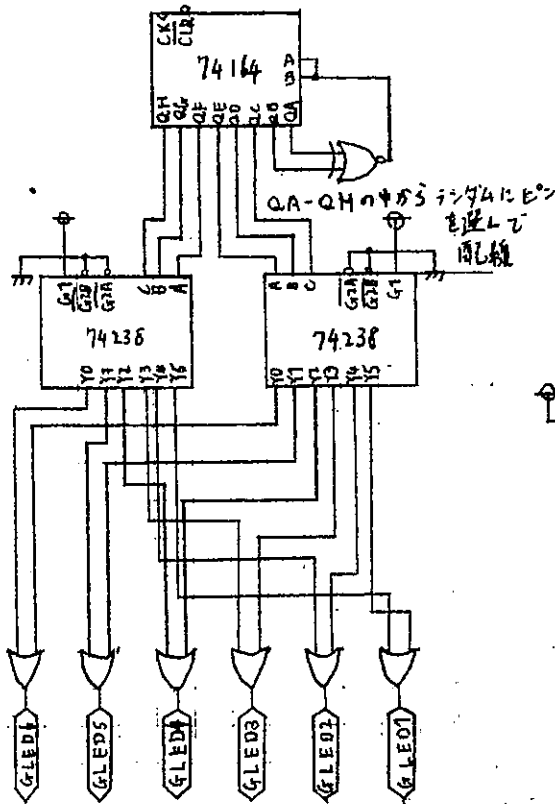 CK CLR
74164
A
B
QH QG QF QE QD QC QB QA
QA-QHの中からランダムにピン
を選んで
配線
G1 G2B G2A C B A
74238
Y0 Y1 Y2 Y3 Y4 Y5
A B C G2A G2B G1
74238
Y0 Y1 Y2 Y3 Y4 Y5
GLED6
GLED5
GLED4
GLED3
GLED2
GLED1